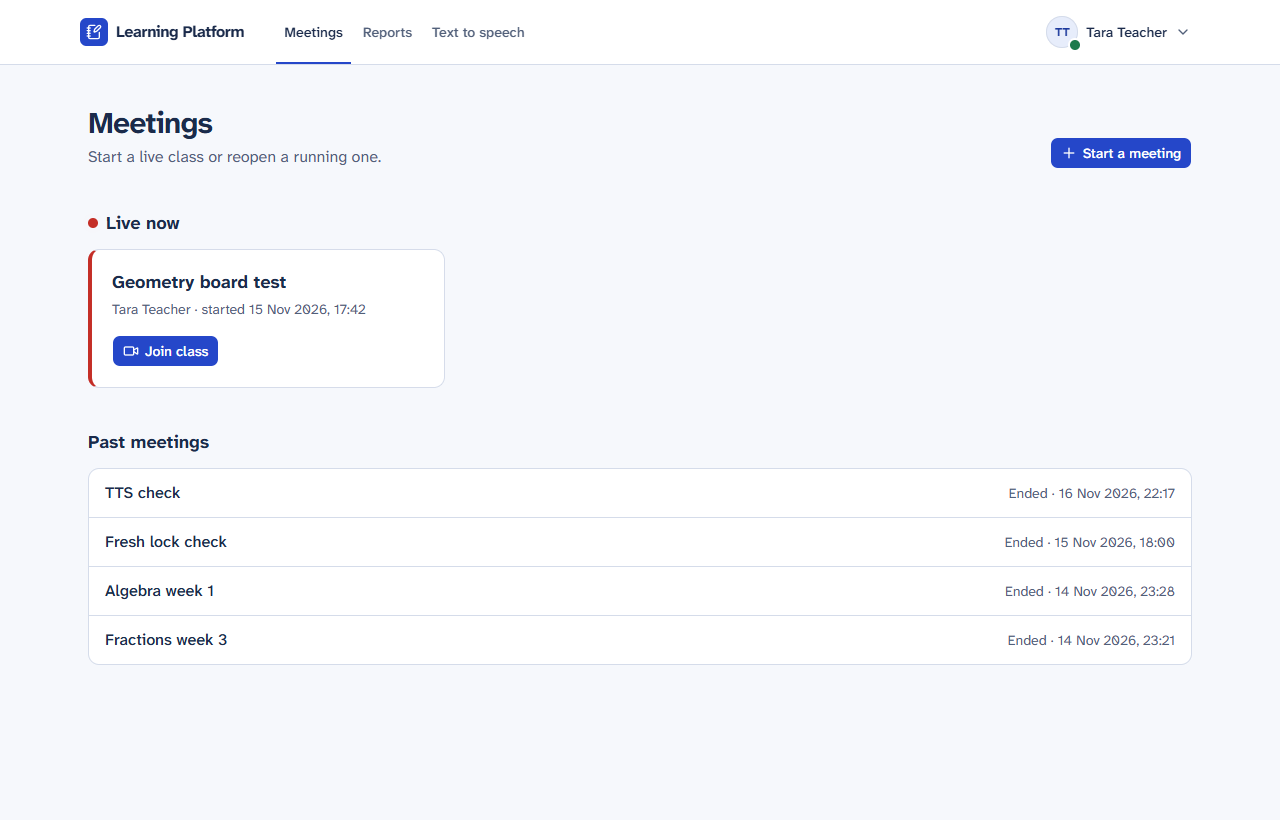 Learning Platform
Meetings
Reports
Text to speech
TT
Tara Teacher
Meetings
Start a live class or reopen a running one.
Start a meeting
Live now
Geometry board test
Tara Teacher · started 15 Nov 2026, 17:42
Join class
Past meetings
TTS check
Ended · 16 Nov 2026, 22:17
Fresh lock check
Ended · 15 Nov 2026, 18:00
Algebra week 1
Ended · 14 Nov 2026, 23:28
Fractions week 3
Ended · 14 Nov 2026, 23:21